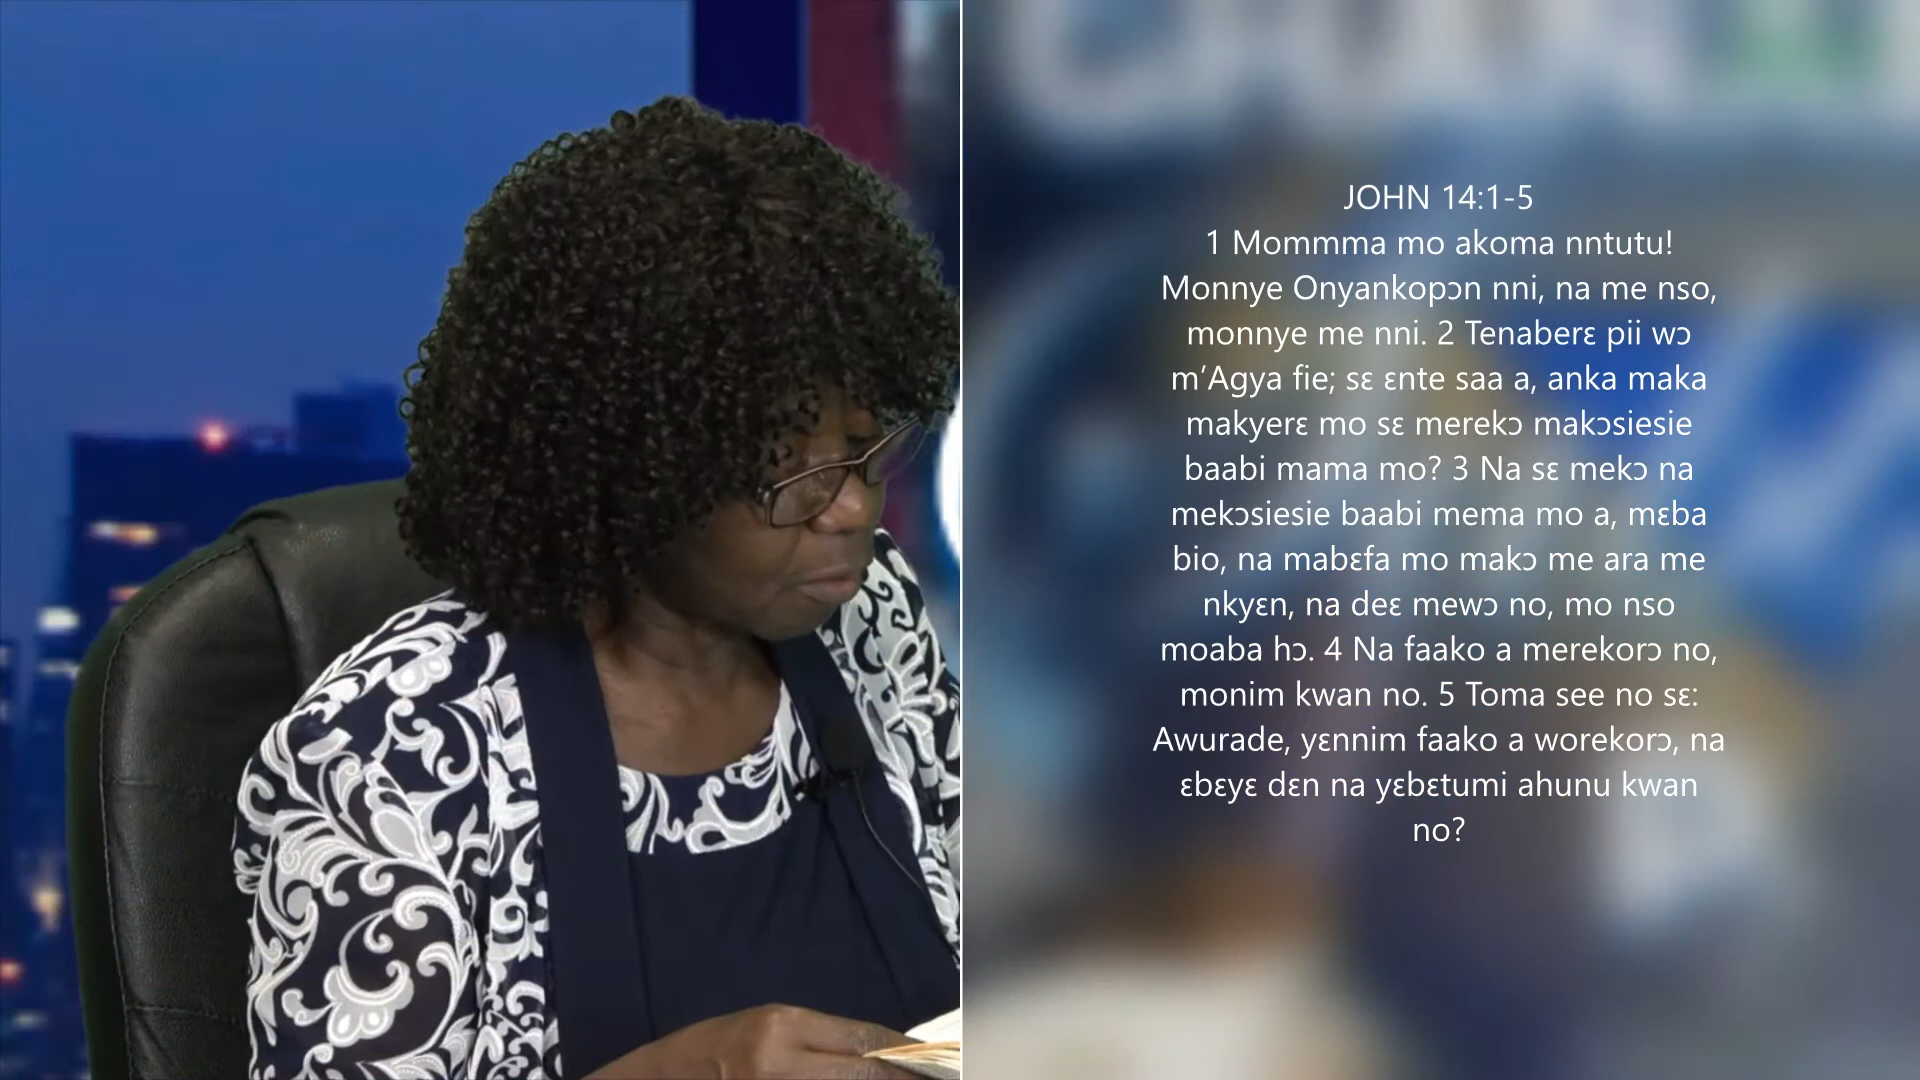 JOHN 14:1-5
1 Mommma mo akoma nntutu!
Monnye Onyankopɔn nni, na me nso,
monnye me nni. 2 Tenaberɛ pii wɔ
m’Agya fie; sɛ ɛnte saa a, anka maka
makyerɛ mo sɛ merekɔ makɔsiesie
baabi mama mo? 3 Na sɛ mekɔ na
mekɔsiesie baabi mema mo a, mɛba
bio, na mabɛfa mo makɔ me ara me
nkyɛn, na deɛ mewɔ no, mo nso
moaba hɔ. 4 Na faako a merekorɔ no,
monim kwan no. 5 Toma see no sɛ:
Awurade, yɛnnim faako a worekorɔ, na
ɛbɛyɛ dɛn na yɛbɛtumi ahunu kwan
no?